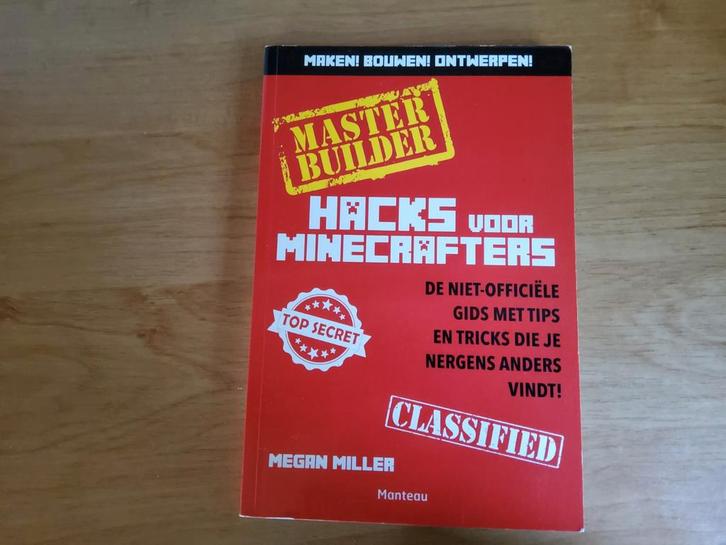 MAKEN! BOUWEN! ONTWERPEN!
MASTER
BUILDER
HACKS VOOR
MINECRAFTERS
DE NIET-OFFICIËLE
GIDS MET TIPS
EN TRICKS DIE JE
NERGENS ANDERS
VINDT!
TOP SECRET
CLASSIFIED
MEGAN MILLER
Manteau